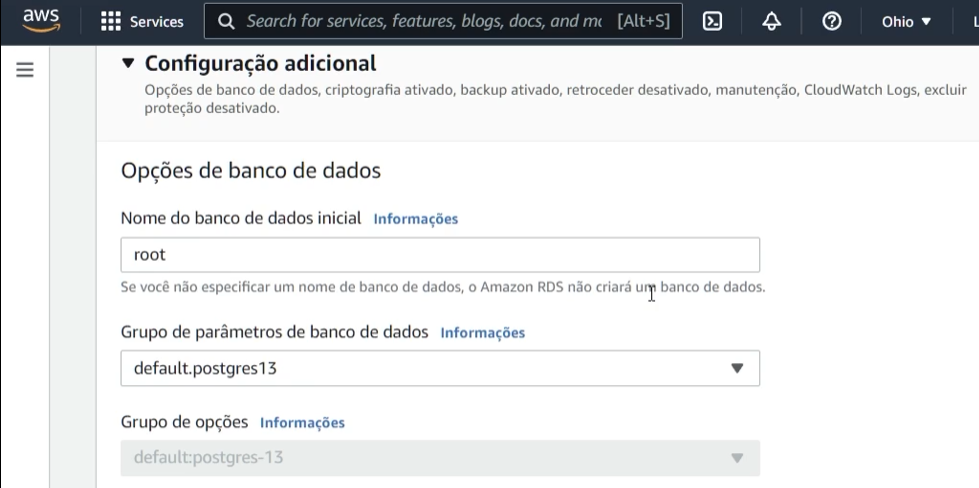 aws
Services
Search for services, features, blogs, docs, and mo [Alt+S]
Ohio ▼
Configuração adicional
Opções de banco de dados, criptografia ativado, backup ativado, retroceder desativado, manutenção, CloudWatch Logs, excluir
proteção desativado.
Opções de banco de dados
Nome do banco de dados inicial Informações
root
Se você não especificar um nome de banco de dados, o Amazon RDS não criará um banco de dados.
Grupo de parâmetros de banco de dados Informações
default.postgres13
Grupo de opções Informações
default:postgres-13